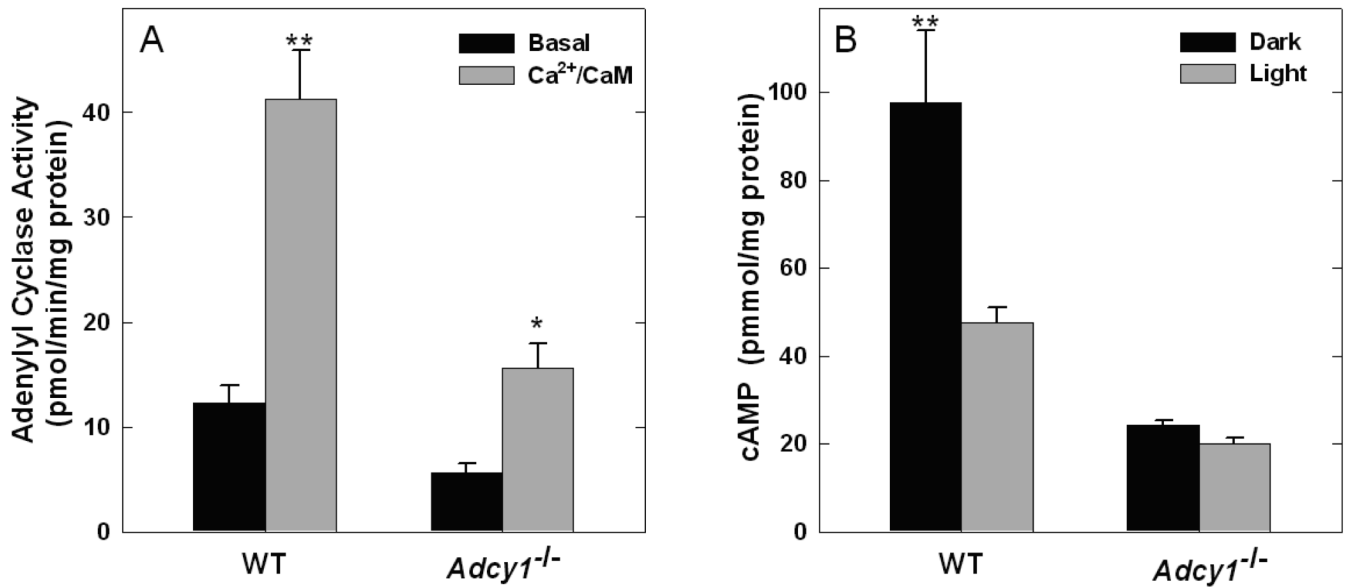 A
Basal
Ca²⁺/CaM
**
*
Adenylyl Cyclase Activity
(pmol/min/mg protein)
40
30
20
10
0
WT
Adcy1⁻/⁻
B
Dark
Light
**
cAMP (pmmol/mg protein)
100
80
60
40
20
0
WT
Adcy1⁻/⁻